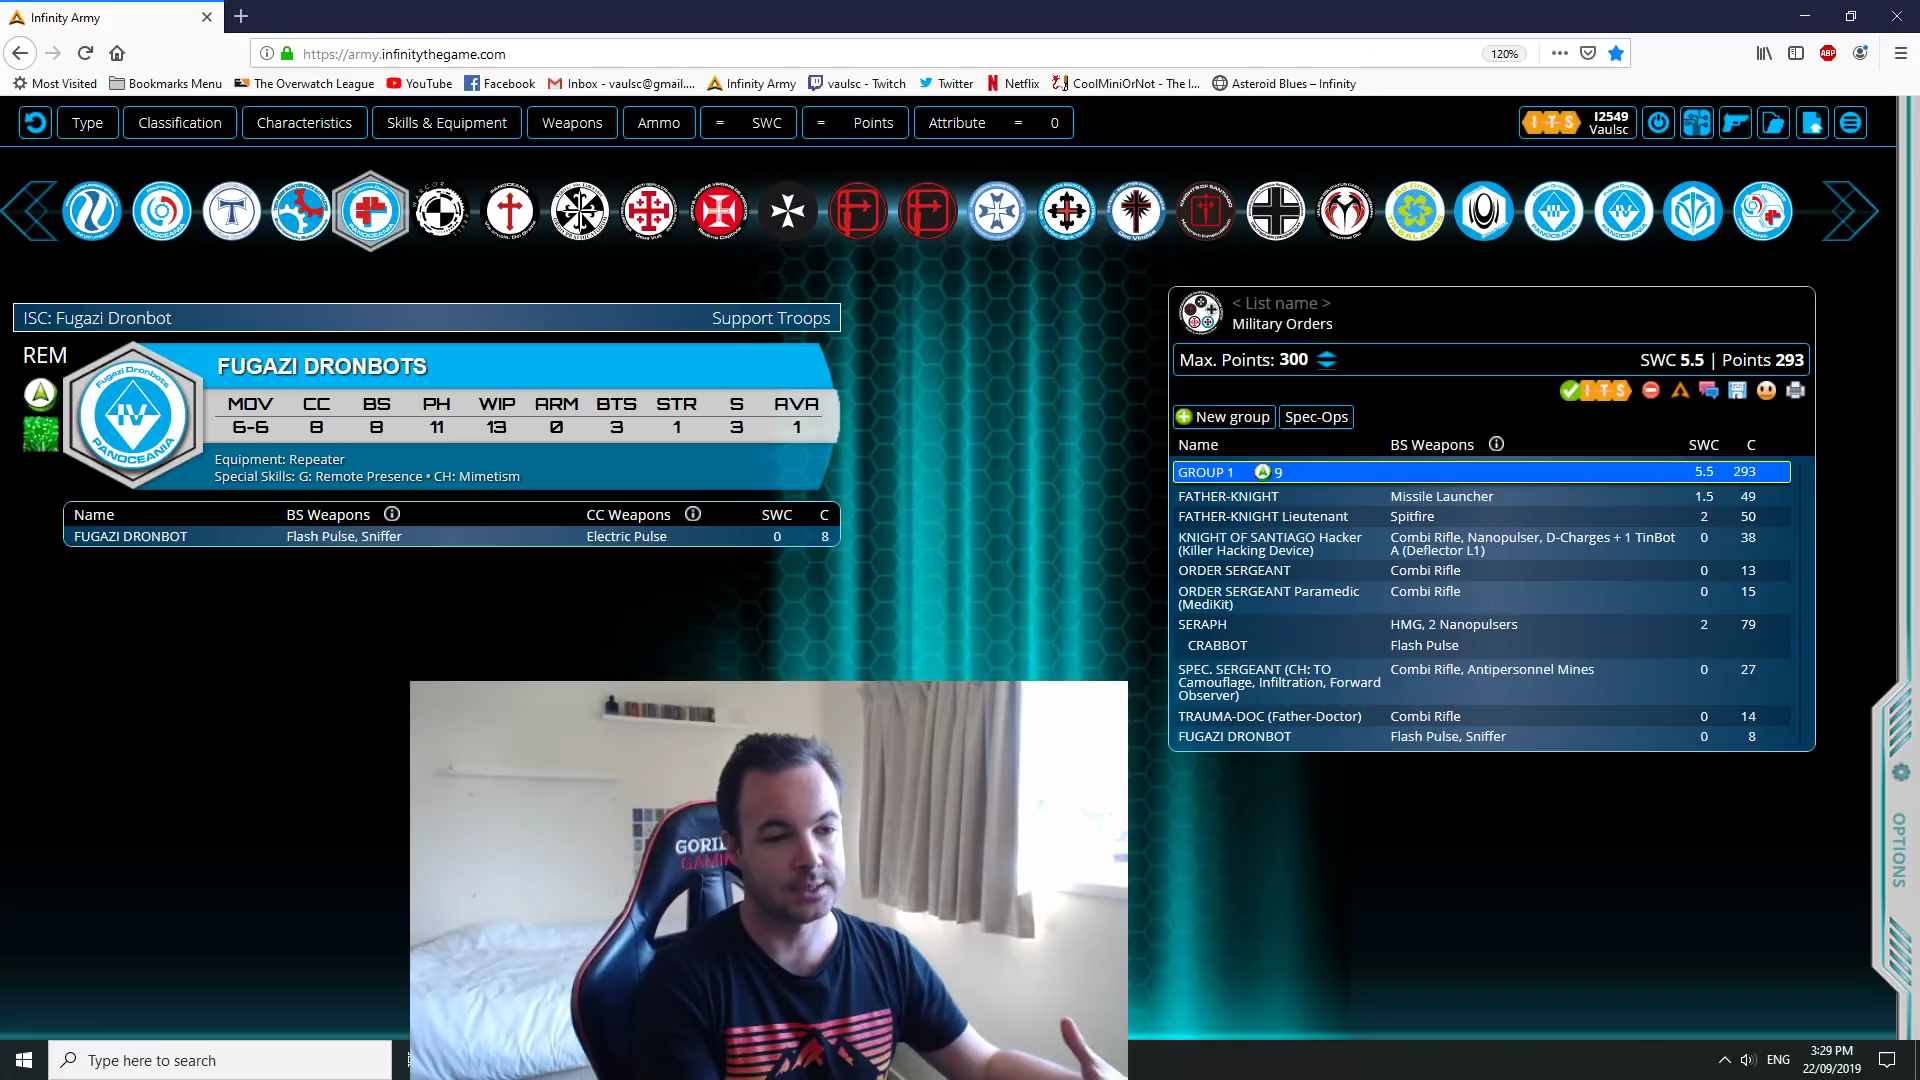 Infinity Army
https://army.infinitythegame.com
120%
Most Visited
Bookmarks Menu
The Overwatch League
YouTube
Facebook
Inbox - vaulsc@gmail....
Infinity Army
vaulsc - Twitch
Twitter
Netflix
CoolMiniOrNot - The I...
Asteroid Blues – Infinity
Type
Classification
Characteristics
Skills & Equipment
Weapons
Ammo
= SWC
= Points
Attribute = 0
ITS
I2549
Vaulsc
ISC: Fugazi Dronbot
Support Troops
REM
FUGAZI DRONBOTS
MOV CC BS PH WIP ARM BTS STR S AVA
6-6 8 8 11 13 0 3 1 3 1
Equipment: Repeater
Special Skills: G: Remote Presence • CH: Mimetism
Fugazi Dronbots
IV
PANOCEANIA
Name BS Weapons CC Weapons SWC C
FUGAZI DRONBOT Flash Pulse, Sniffer Electric Pulse 0 8
< List name >
Military Orders
Max. Points: 300
SWC 5.5 | Points 293
ITS
New group
Spec-Ops
Name BS Weapons SWC C
GROUP 1 9 5.5 293
FATHER-KNIGHT Missile Launcher 1.5 49
FATHER-KNIGHT Lieutenant Spitfire 2 50
KNIGHT OF SANTIAGO Hacker Combi Rifle, Nanopulser, D-Charges + 1 TinBot 0 38
(Killer Hacking Device) A (Deflector L1)
ORDER SERGEANT Combi Rifle 0 13
ORDER SERGEANT Paramedic Combi Rifle 0 15
(MediKit)
SERAPH HMG, 2 Nanopulsers 2 79
CRABBOT Flash Pulse
SPEC. SERGEANT (CH: TO Combi Rifle, Antipersonnel Mines 0 27
Camouflage, Infiltration, Forward
Observer)
TRAUMA-DOC (Father-Doctor) Combi Rifle 0 14
FUGAZI DRONBOT Flash Pulse, Sniffer 0 8
OPTIONS
GORIL
GAMIN
Type here to search
ENG
3:29 PM
22/09/2019